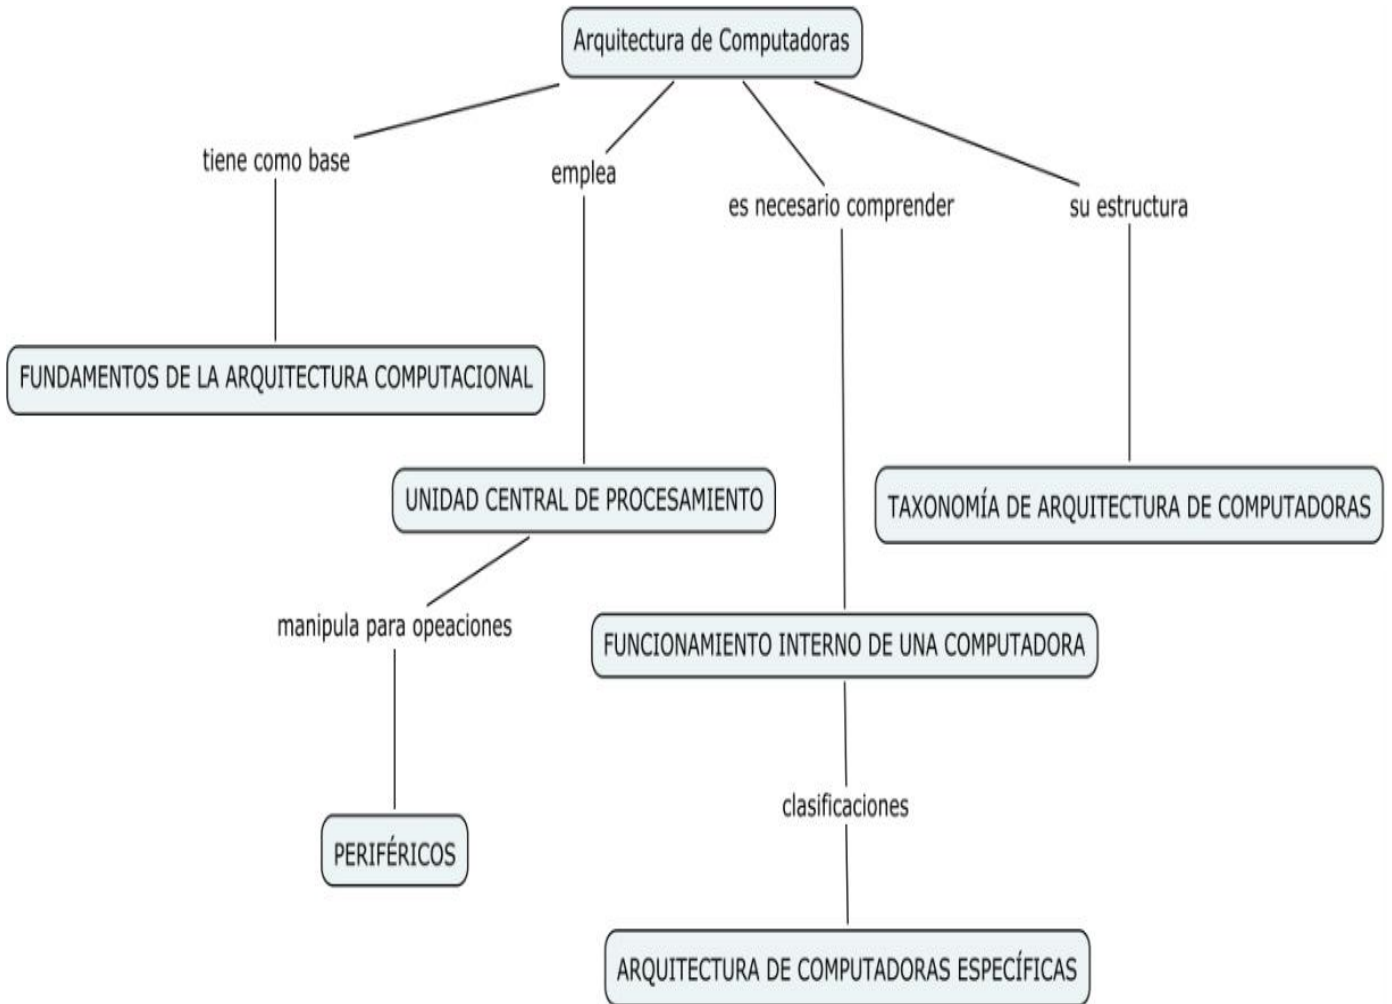 Arquitectura de Computadoras
tiene como base
emplea
es necesario comprender
su estructura
FUNDAMENTOS DE LA ARQUITECTURA COMPUTACIONAL
UNIDAD CENTRAL DE PROCESAMIENTO
TAXONOMÍA DE ARQUITECTURA DE COMPUTADORAS
manipula para opeaciones
FUNCIONAMIENTO INTERNO DE UNA COMPUTADORA
clasificaciones
PERIFÉRICOS
ARQUITECTURA DE COMPUTADORAS ESPECÍFICAS